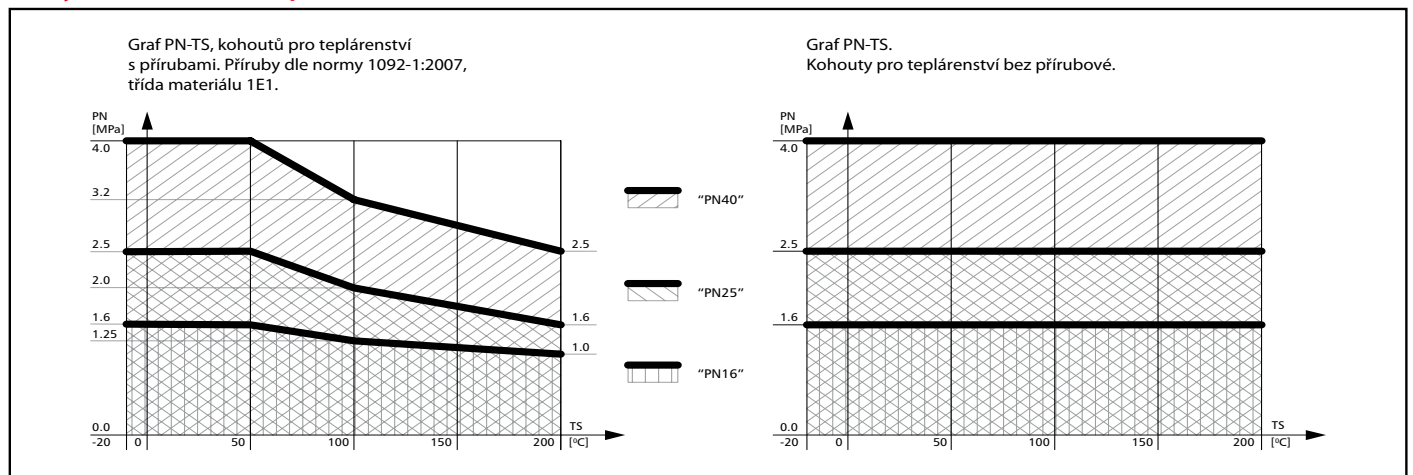 Graf PN-TS, kohoutů pro teplárenství
s přírubami. Příruby dle normy 1092-1:2007,
třída materiálu 1E1.
PN
[MPa]
4.0
3.2
2.5
2.0
1.6
1.25
0.0
-20 0 50 100 150 200
TS
[ºC]
2.5
1.6
1.0
"PN40"
"PN25"
"PN16"
Graf PN-TS.
Kohouty pro teplárenství bez přírubové.
PN
[MPa]
4.0
2.5
1.6
0.0
-20 0 50 100 150 200
TS
[ºC]